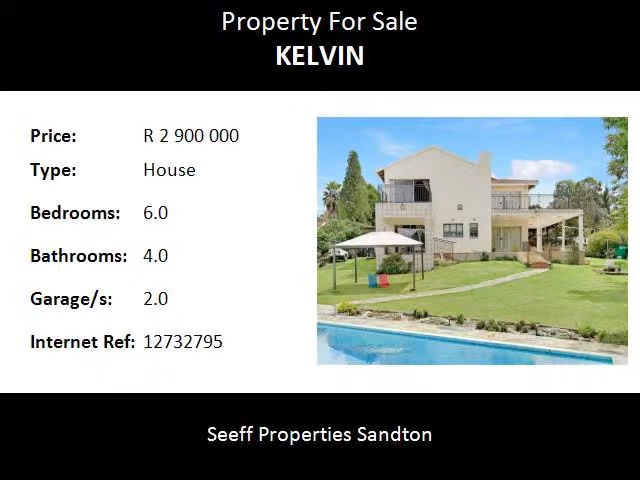 Property For Sale
KELVIN
Price: R 2 900 000
Type: House
Bedrooms: 6.0
Bathrooms: 4.0
Garage/s: 2.0
Internet Ref: 12732795
Seeff Properties Sandton